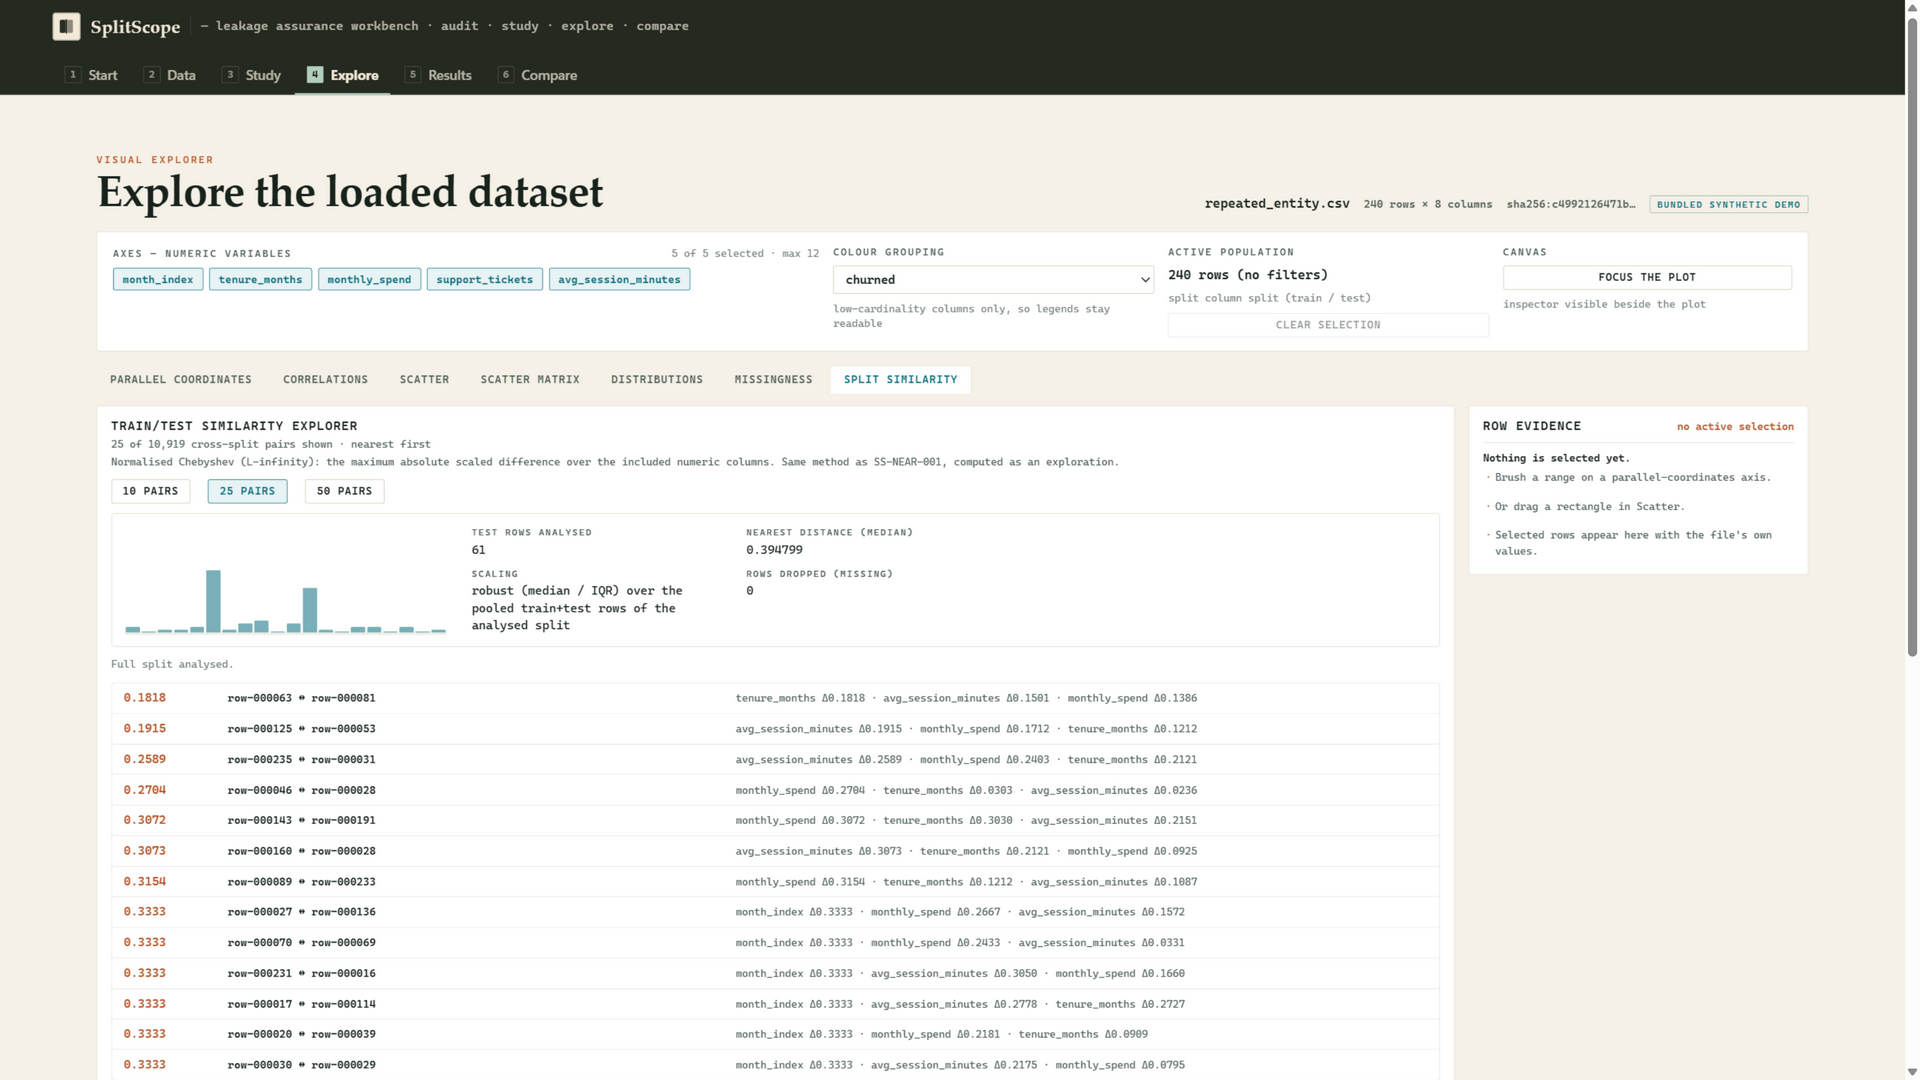 SplitScope — leakage assurance workbench · audit · study · explore · compare
1 Start 2 Data 3 Study 4 Explore 5 Results 6 Compare
VISUAL EXPLORER
Explore the loaded dataset
repeated_entity.csv 240 rows × 8 columns sha256:c4992126471b… BUNDLED SYNTHETIC DEMO
AXES — NUMERIC VARIABLES 5 of 5 selected · max 12
month_index tenure_months monthly_spend support_tickets avg_session_minutes
COLOUR GROUPING
churned
low-cardinality columns only, so legends stay
readable
ACTIVE POPULATION
240 rows (no filters)
split column split (train / test)
CLEAR SELECTION
CANVAS
FOCUS THE PLOT
inspector visible beside the plot
PARALLEL COORDINATES CORRELATIONS SCATTER SCATTER MATRIX DISTRIBUTIONS MISSINGNESS SPLIT SIMILARITY
TRAIN/TEST SIMILARITY EXPLORER
25 of 10,919 cross-split pairs shown · nearest first
Normalised Chebyshev (L-infinity): the maximum absolute scaled difference over the included numeric columns. Same method as SS-NEAR-001, computed as an exploration.
10 PAIRS 25 PAIRS 50 PAIRS
TEST ROWS ANALYSED
61
NEAREST DISTANCE (MEDIAN)
0.394799
SCALING
robust (median / IQR) over the
pooled train+test rows of the
analysed split
ROWS DROPPED (MISSING)
0
Full split analysed.
0.1818 row-000063 ↔ row-000081 tenure_months Δ0.1818 · avg_session_minutes Δ0.1501 · monthly_spend Δ0.1386
0.1915 row-000125 ↔ row-000053 avg_session_minutes Δ0.1915 · monthly_spend Δ0.1712 · tenure_months Δ0.1212
0.2589 row-000235 ↔ row-000031 avg_session_minutes Δ0.2589 · monthly_spend Δ0.2403 · tenure_months Δ0.2121
0.2704 row-000046 ↔ row-000028 monthly_spend Δ0.2704 · tenure_months Δ0.0303 · avg_session_minutes Δ0.0236
0.3072 row-000143 ↔ row-000191 monthly_spend Δ0.3072 · tenure_months Δ0.3030 · avg_session_minutes Δ0.2151
0.3073 row-000160 ↔ row-000028 avg_session_minutes Δ0.3073 · tenure_months Δ0.2121 · monthly_spend Δ0.0925
0.3154 row-000089 ↔ row-000233 monthly_spend Δ0.3154 · tenure_months Δ0.1212 · avg_session_minutes Δ0.1087
0.3333 row-000027 ↔ row-000136 month_index Δ0.3333 · monthly_spend Δ0.2667 · avg_session_minutes Δ0.1572
0.3333 row-000070 ↔ row-000069 month_index Δ0.3333 · monthly_spend Δ0.2433 · avg_session_minutes Δ0.0331
0.3333 row-000231 ↔ row-000016 month_index Δ0.3333 · avg_session_minutes Δ0.3050 · monthly_spend Δ0.1660
0.3333 row-000017 ↔ row-000114 month_index Δ0.3333 · avg_session_minutes Δ0.2778 · tenure_months Δ0.2727
0.3333 row-000020 ↔ row-000039 month_index Δ0.3333 · monthly_spend Δ0.2181 · tenure_months Δ0.0909
0.3333 row-000030 ↔ row-000029 month_index Δ0.3333 · avg_session_minutes Δ0.2175 · monthly_spend Δ0.0795
ROW EVIDENCE no active selection
Nothing is selected yet.
· Brush a range on a parallel-coordinates axis.
· Or drag a rectangle in Scatter.
· Selected rows appear here with the file's own
values.